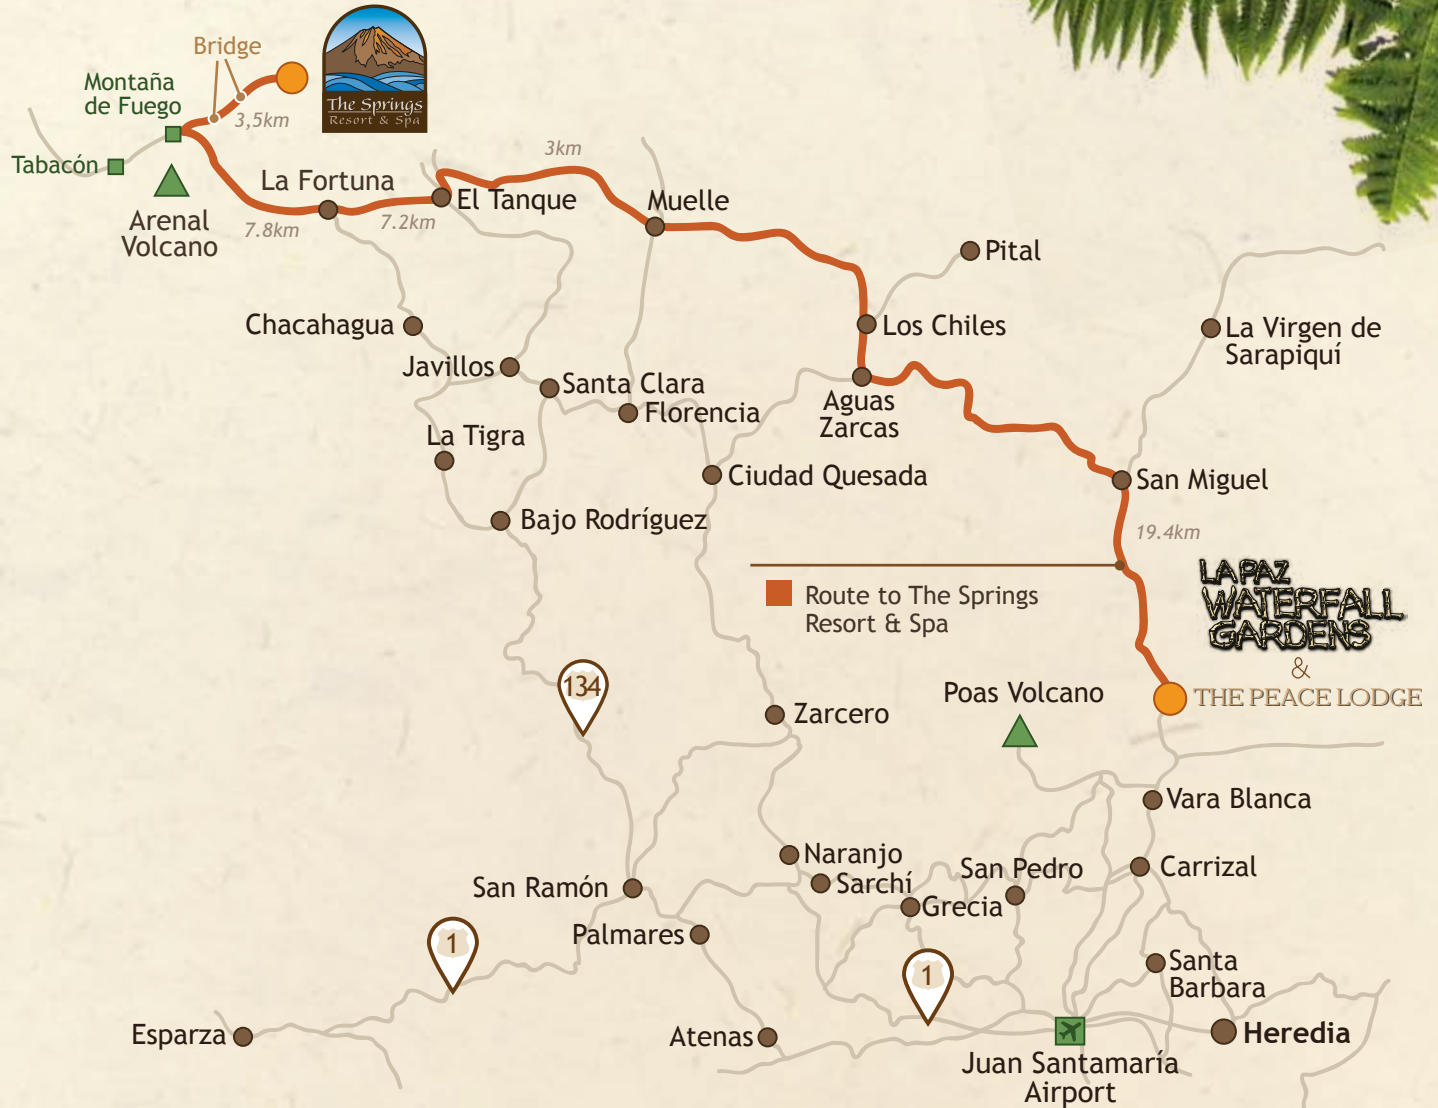 Bridge
The Springs
Resort & Spa
Montaña
de Fuego
3,5km
Tabacón
3km
La Fortuna
El Tanque
Muelle
Arenal
Volcano
7.8km
7.2km
Pital
Chacahagua
Los Chiles
La Virgen de
Sarapiquí
Javillos
Santa Clara
Florencia
Aguas
Zarcas
La Tigra
Ciudad Quesada
San Miguel
Bajo Rodríguez
19.4km
Route to The Springs
Resort & Spa
LA PAZ
WATERFALL
GARDENS
&
THE PEACE LODGE
134
Poas Volcano
Zarcero
Vara Blanca
Naranjo
Sarchí
San Pedro
Carrizal
San Ramón
Grecia
Palmares
1
1
Santa
Barbara
Esparza
Atenas
Heredia
Juan Santamaría
Airport